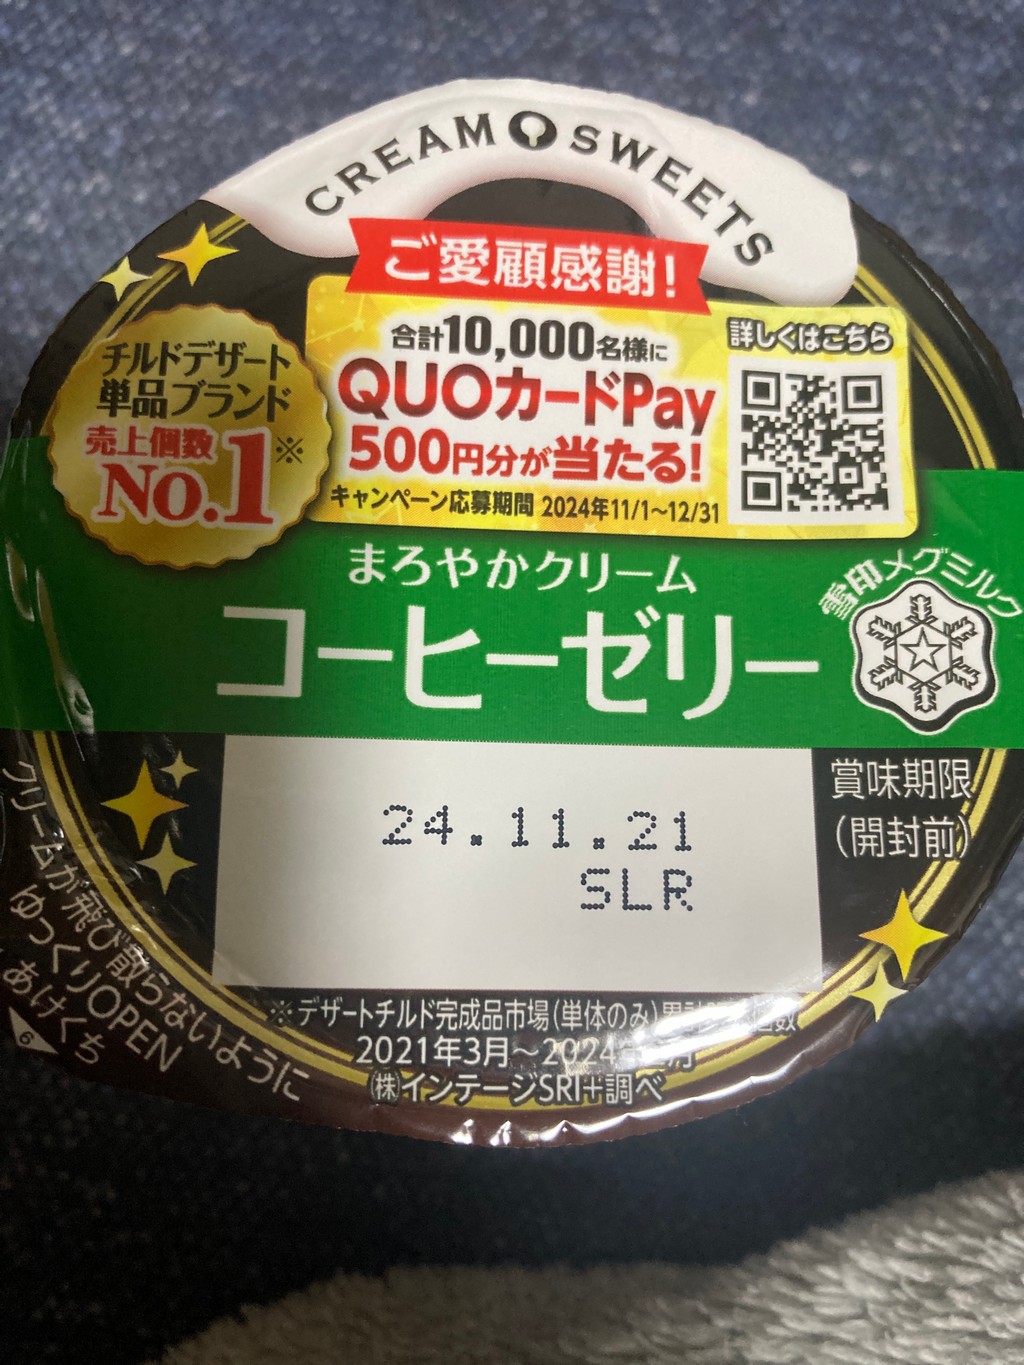 CREAM SWEETS
ご愛顧感謝!
チルドデザート
単品ブランド
売上個数※
No.1
合計10,000名様に
QUOカードPay
500円分が当たる!
キャンペーン応募期間 2024年11/1～12/31
詳しくはこちら
まろやかクリーム
コーヒーゼリー
雪印メグミルク
24.11.21
SLR
賞味期限
(開封前)
クリームが飛び散らないように
ゆっくりOPEN
あけくち
6
※デザートチルド完成品市場(単体のみ)
2021年3月～2024
(株)インテージSRI+調べ